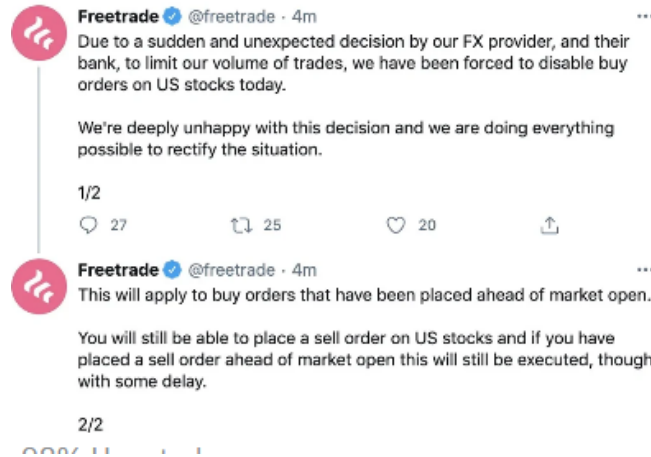 Freetrade @freetrade · 4m
Due to a sudden and unexpected decision by our FX provider, and their
bank, to limit our volume of trades, we have been forced to disable buy
orders on US stocks today.
We're deeply unhappy with this decision and we are doing everything
possible to rectify the situation.
1/2
27 25 20
Freetrade @freetrade · 4m
This will apply to buy orders that have been placed ahead of market open.
You will still be able to place a sell order on US stocks and if you have
placed a sell order ahead of market open this will still be executed, though
with some delay.
2/2